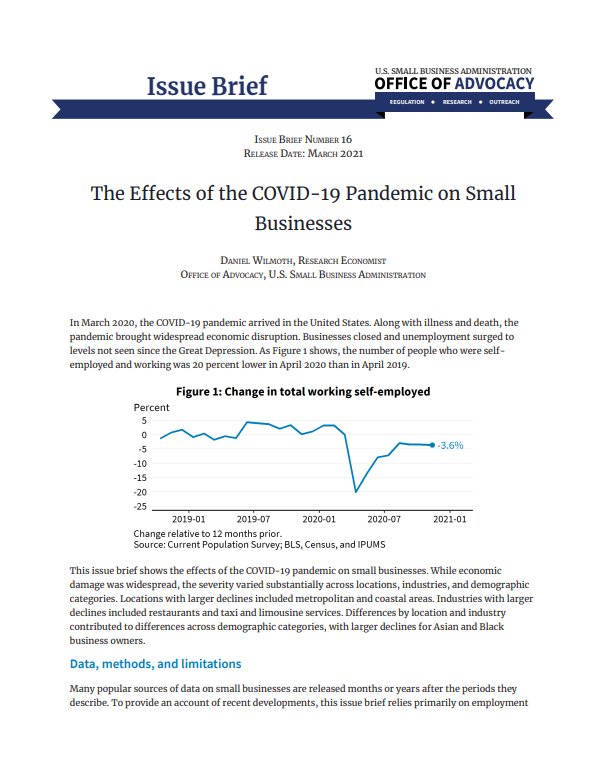 Issue Brief
U.S. SMALL BUSINESS ADMINISTRATION
OFFICE OF ADVOCACY
REGULATION ◆ RESEARCH ◆ OUTREACH
Issue Brief Number 16
Release Date: March 2021
The Effects of the COVID-19 Pandemic on Small
Businesses
Daniel Wilmoth, Research Economist
Office of Advocacy, U.S. Small Business Administration
In March 2020, the COVID-19 pandemic arrived in the United States. Along with illness and death, the
pandemic brought widespread economic disruption. Businesses closed and unemployment surged to
levels not seen since the Great Depression. As Figure 1 shows, the number of people who were self-
employed and working was 20 percent lower in April 2020 than in April 2019.
Figure 1: Change in total working self-employed
Percent
5
0
-5
-10
-15
-20
-25
-3.6%
2019-01 2019-07 2020-01 2020-07 2021-01
Change relative to 12 months prior.
Source: Current Population Survey; BLS, Census, and IPUMS
This issue brief shows the effects of the COVID-19 pandemic on small businesses. While economic
damage was widespread, the severity varied substantially across locations, industries, and demographic
categories. Locations with larger declines included metropolitan and coastal areas. Industries with larger
declines included restaurants and taxi and limousine services. Differences by location and industry
contributed to differences across demographic categories, with larger declines for Asian and Black
business owners.
Data, methods, and limitations
Many popular sources of data on small businesses are released months or years after the periods they
describe. To provide an account of recent developments, this issue brief relies primarily on employment